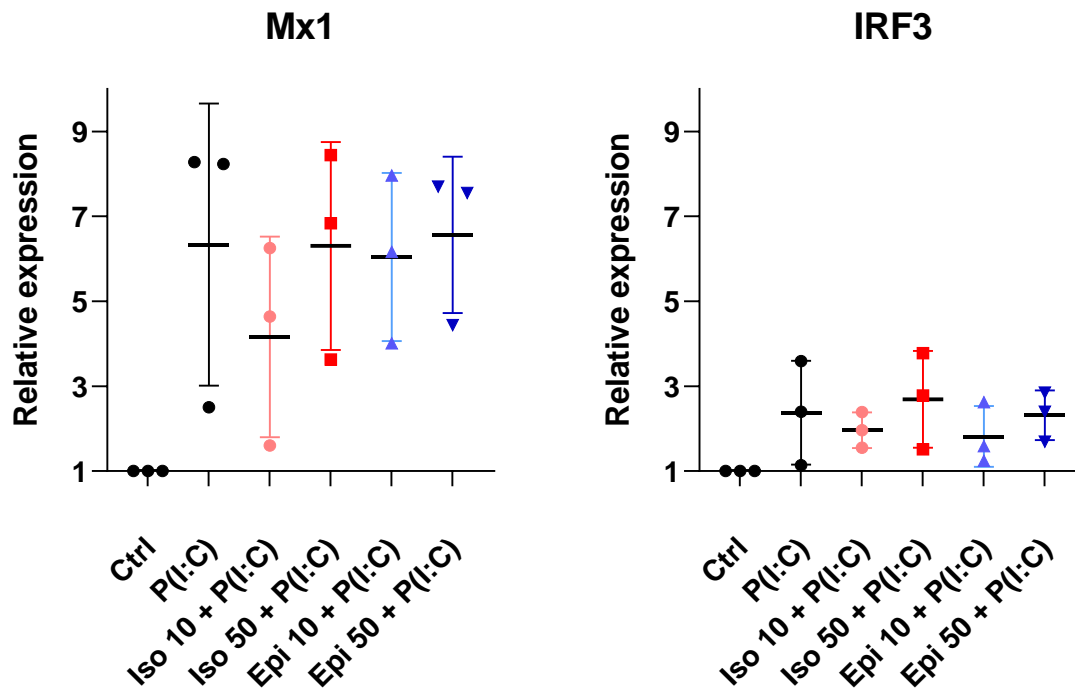 Mx1
Relative expression
9
7
5
3
1
Ctrl
P(I:C)
Iso 10 + P(I:C)
Iso 50 + P(I:C)
Epi 10 + P(I:C)
Epi 50 + P(I:C)
IRF3
Relative expression
9
7
5
3
1
Ctrl
P(I:C)
Iso 10 + P(I:C)
Iso 50 + P(I:C)
Epi 10 + P(I:C)
Epi 50 + P(I:C)